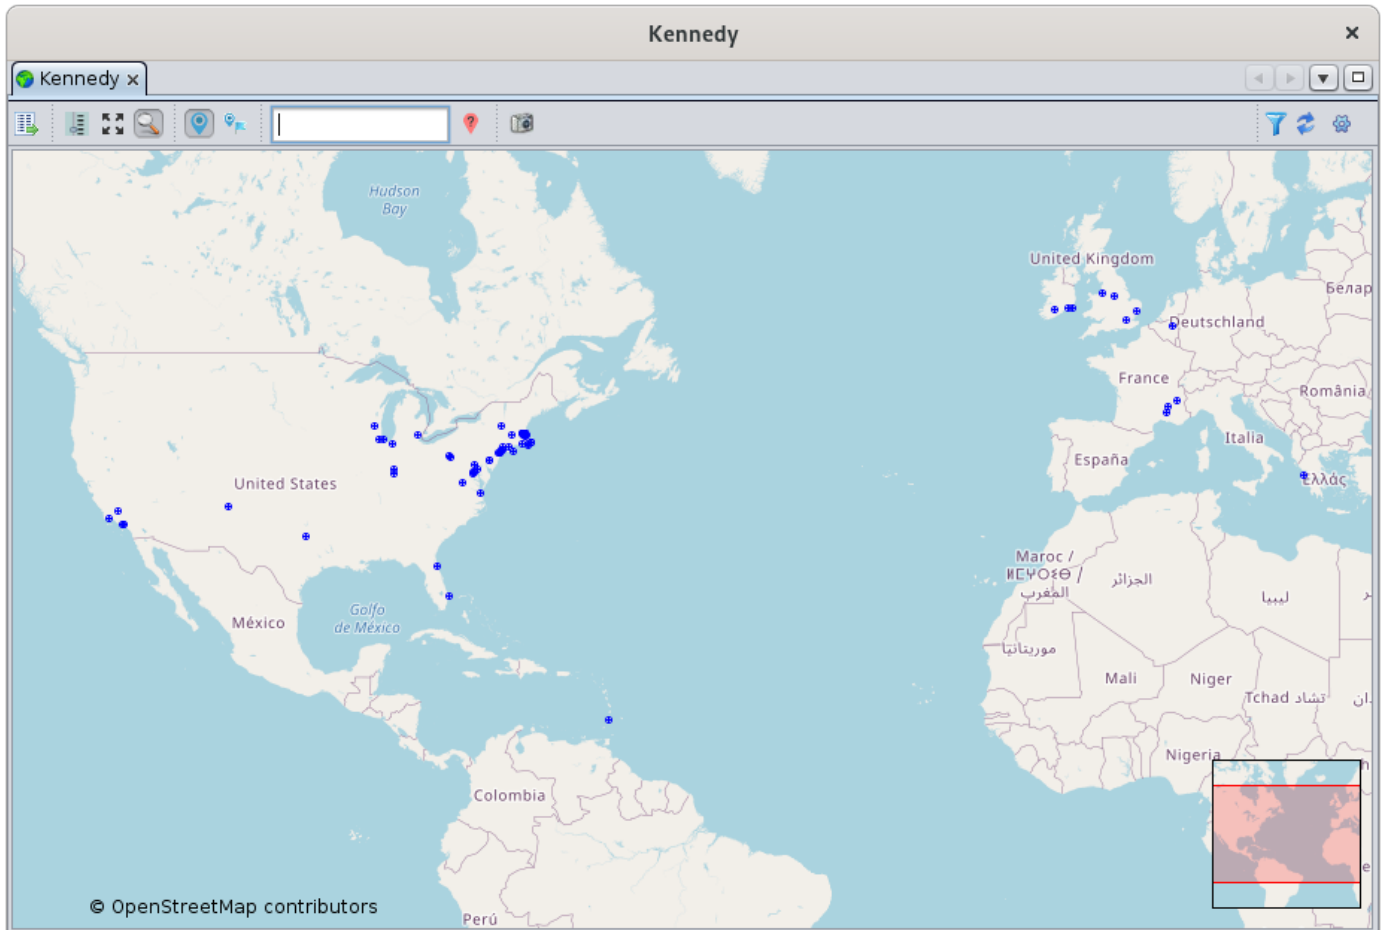 Kennedy
Kennedy
Hudson
Bay
United Kingdom
Белар
Deutschland
France
România
Italia
España
Ελλάς
United States
Maroc /
ⵍⵎⵖⵔⵉⴱ /
المغرب
الجزائر
ليبيا
México
Golfo
de México
موريتانيا
Mali
Niger
Tchad تشاد
Nigeria
Colombia
Perú
© OpenStreetMap contributors